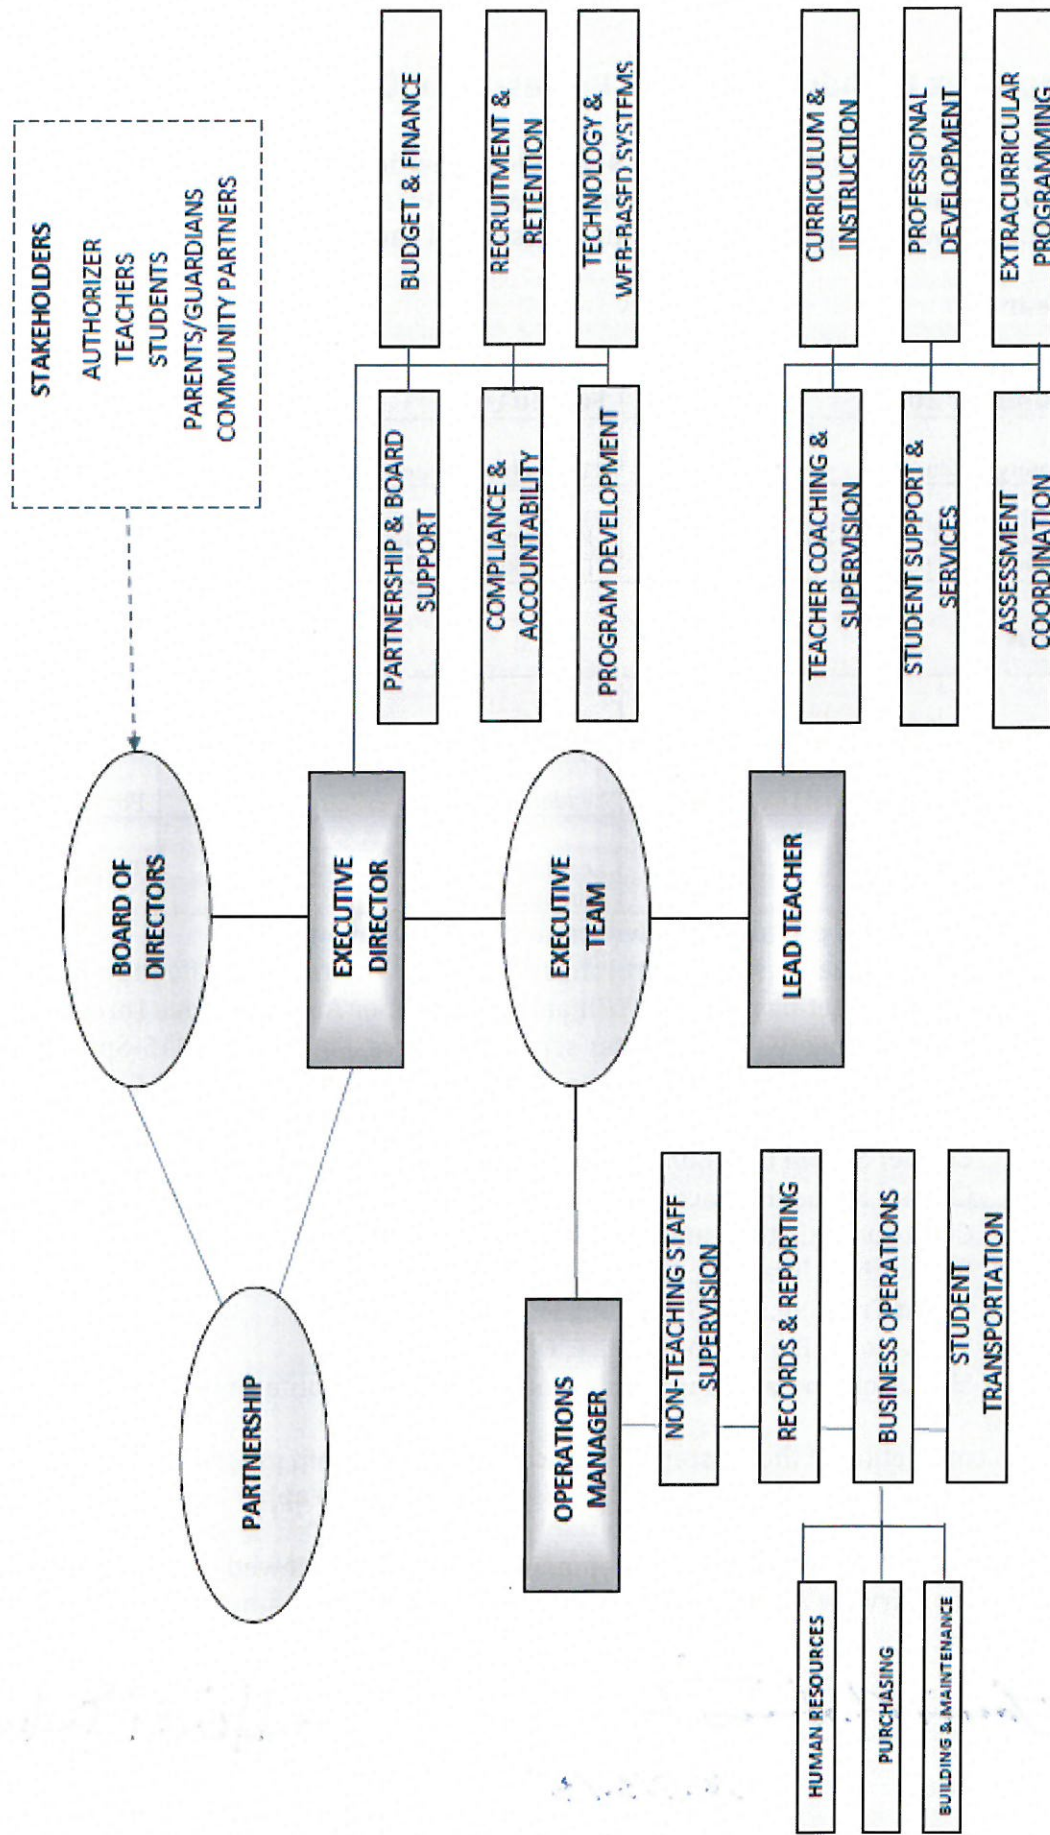 STAKEHOLDERS
AUTHORIZER
TEACHERS
STUDENTS
PARENTS/GUARDIANS
COMMUNITY PARTNERS
BOARD OF
DIRECTORS
PARTNERSHIP
EXECUTIVE
DIRECTOR
PARTNERSHIP & BOARD
SUPPORT
BUDGET & FINANCE
COMPLIANCE &
ACCOUNTABILITY
RECRUITMENT &
RETENTION
PROGRAM DEVELOPMENT
TECHNOLOGY &
WEB-BASED SYSTEMS
EXECUTIVE
TEAM
OPERATIONS
MANAGER
NON-TEACHING STAFF
SUPERVISION
RECORDS & REPORTING
BUSINESS OPERATIONS
STUDENT
TRANSPORTATION
HUMAN RESOURCES
PURCHASING
BUILDING & MAINTENANCE
LEAD TEACHER
TEACHER COACHING &
SUPERVISION
CURRICULUM &
INSTRUCTION
STUDENT SUPPORT &
SERVICES
PROFESSIONAL
DEVELOPMENT
ASSESSMENT
COORDINATION
EXTRACURRICULAR
PROGRAMMING